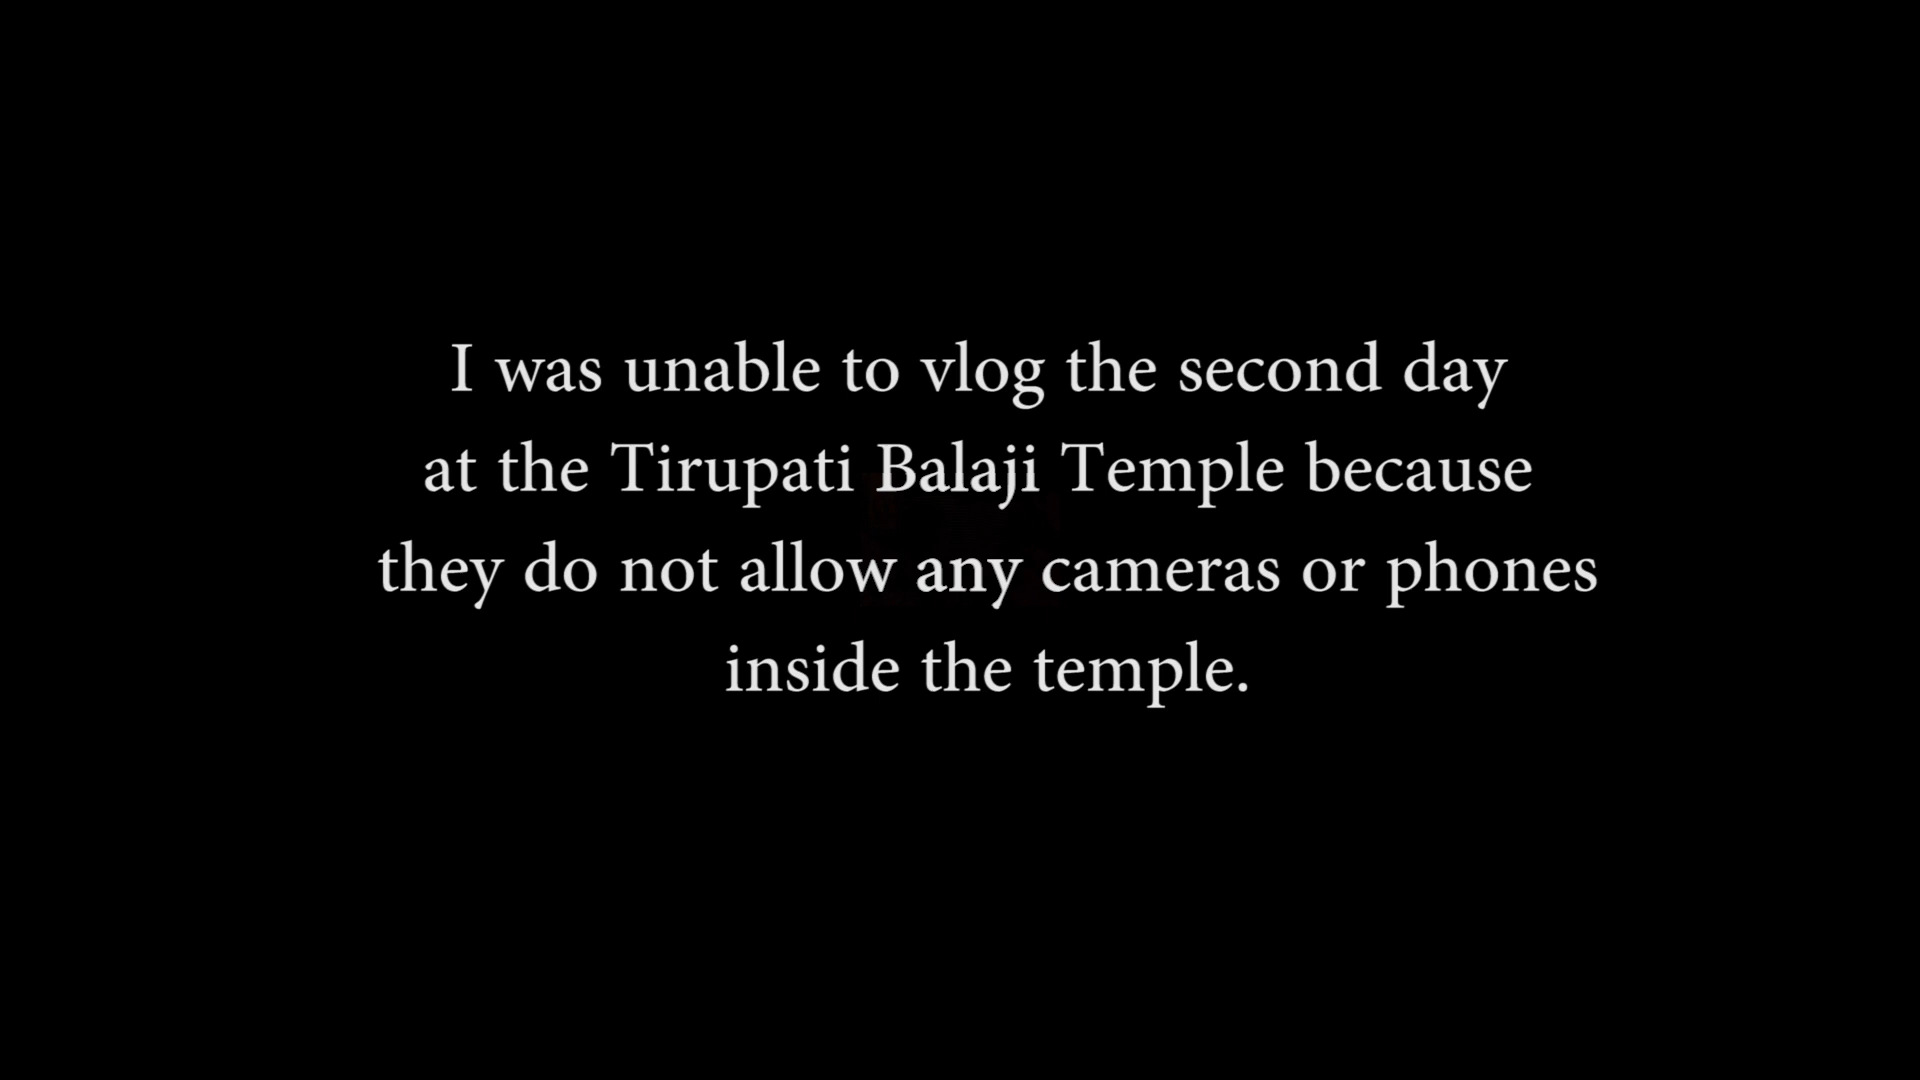 I was unable to vlog the second day
at the Tirupati Balaji Temple because
they do not allow any cameras or phones
inside the temple.